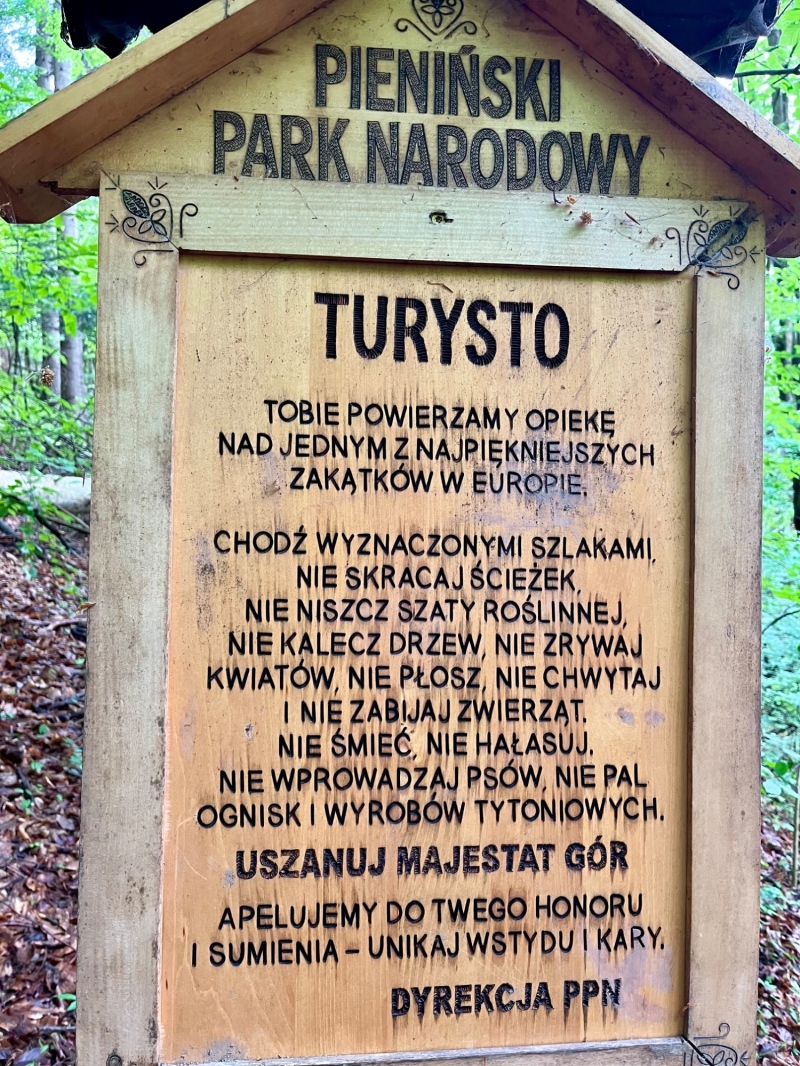 PIENIŃSKI
PARK NARODOWY
TURYSTO
TOBIE POWIERZAMY OPIEKĘ
NAD JEDNYM Z NAJPIĘKNIEJSZYCH
ZAKĄTKÓW W EUROPIE.
CHODŹ WYZNACZONYMI SZLAKAMI,
NIE SKRACAJ ŚCIEŻEK,
NIE NISZCZ SZATY ROŚLINNEJ,
NIE KALECZ DRZEW, NIE ZRYWAJ
KWIATÓW, NIE PŁOSZ, NIE CHWYTAJ
I NIE ZABIJAJ ZWIERZĄT.
NIE ŚMIEĆ, NIE HAŁASUJ.
NIE WPROWADZAJ PSÓW, NIE PAL
OGNISK I WYROBÓW TYTONIOWYCH.
USZANUJ MAJESTAT GÓR
APELUJEMY DO TWEGO HONORU
I SUMIENIA – UNIKAJ WSTYDU I KARY.
DYREKCJA PPN